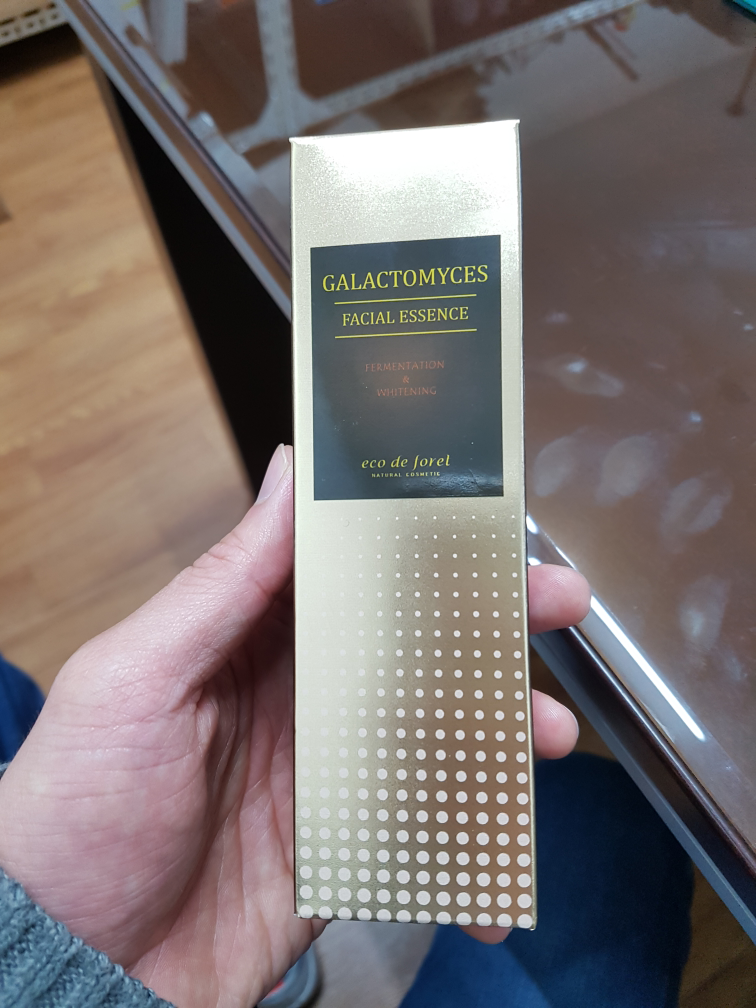 GALACTOMYCES
FACIAL ESSENCE
FERMENTATION
&
WHITENING
eco de forel
NATURAL COSMETIC